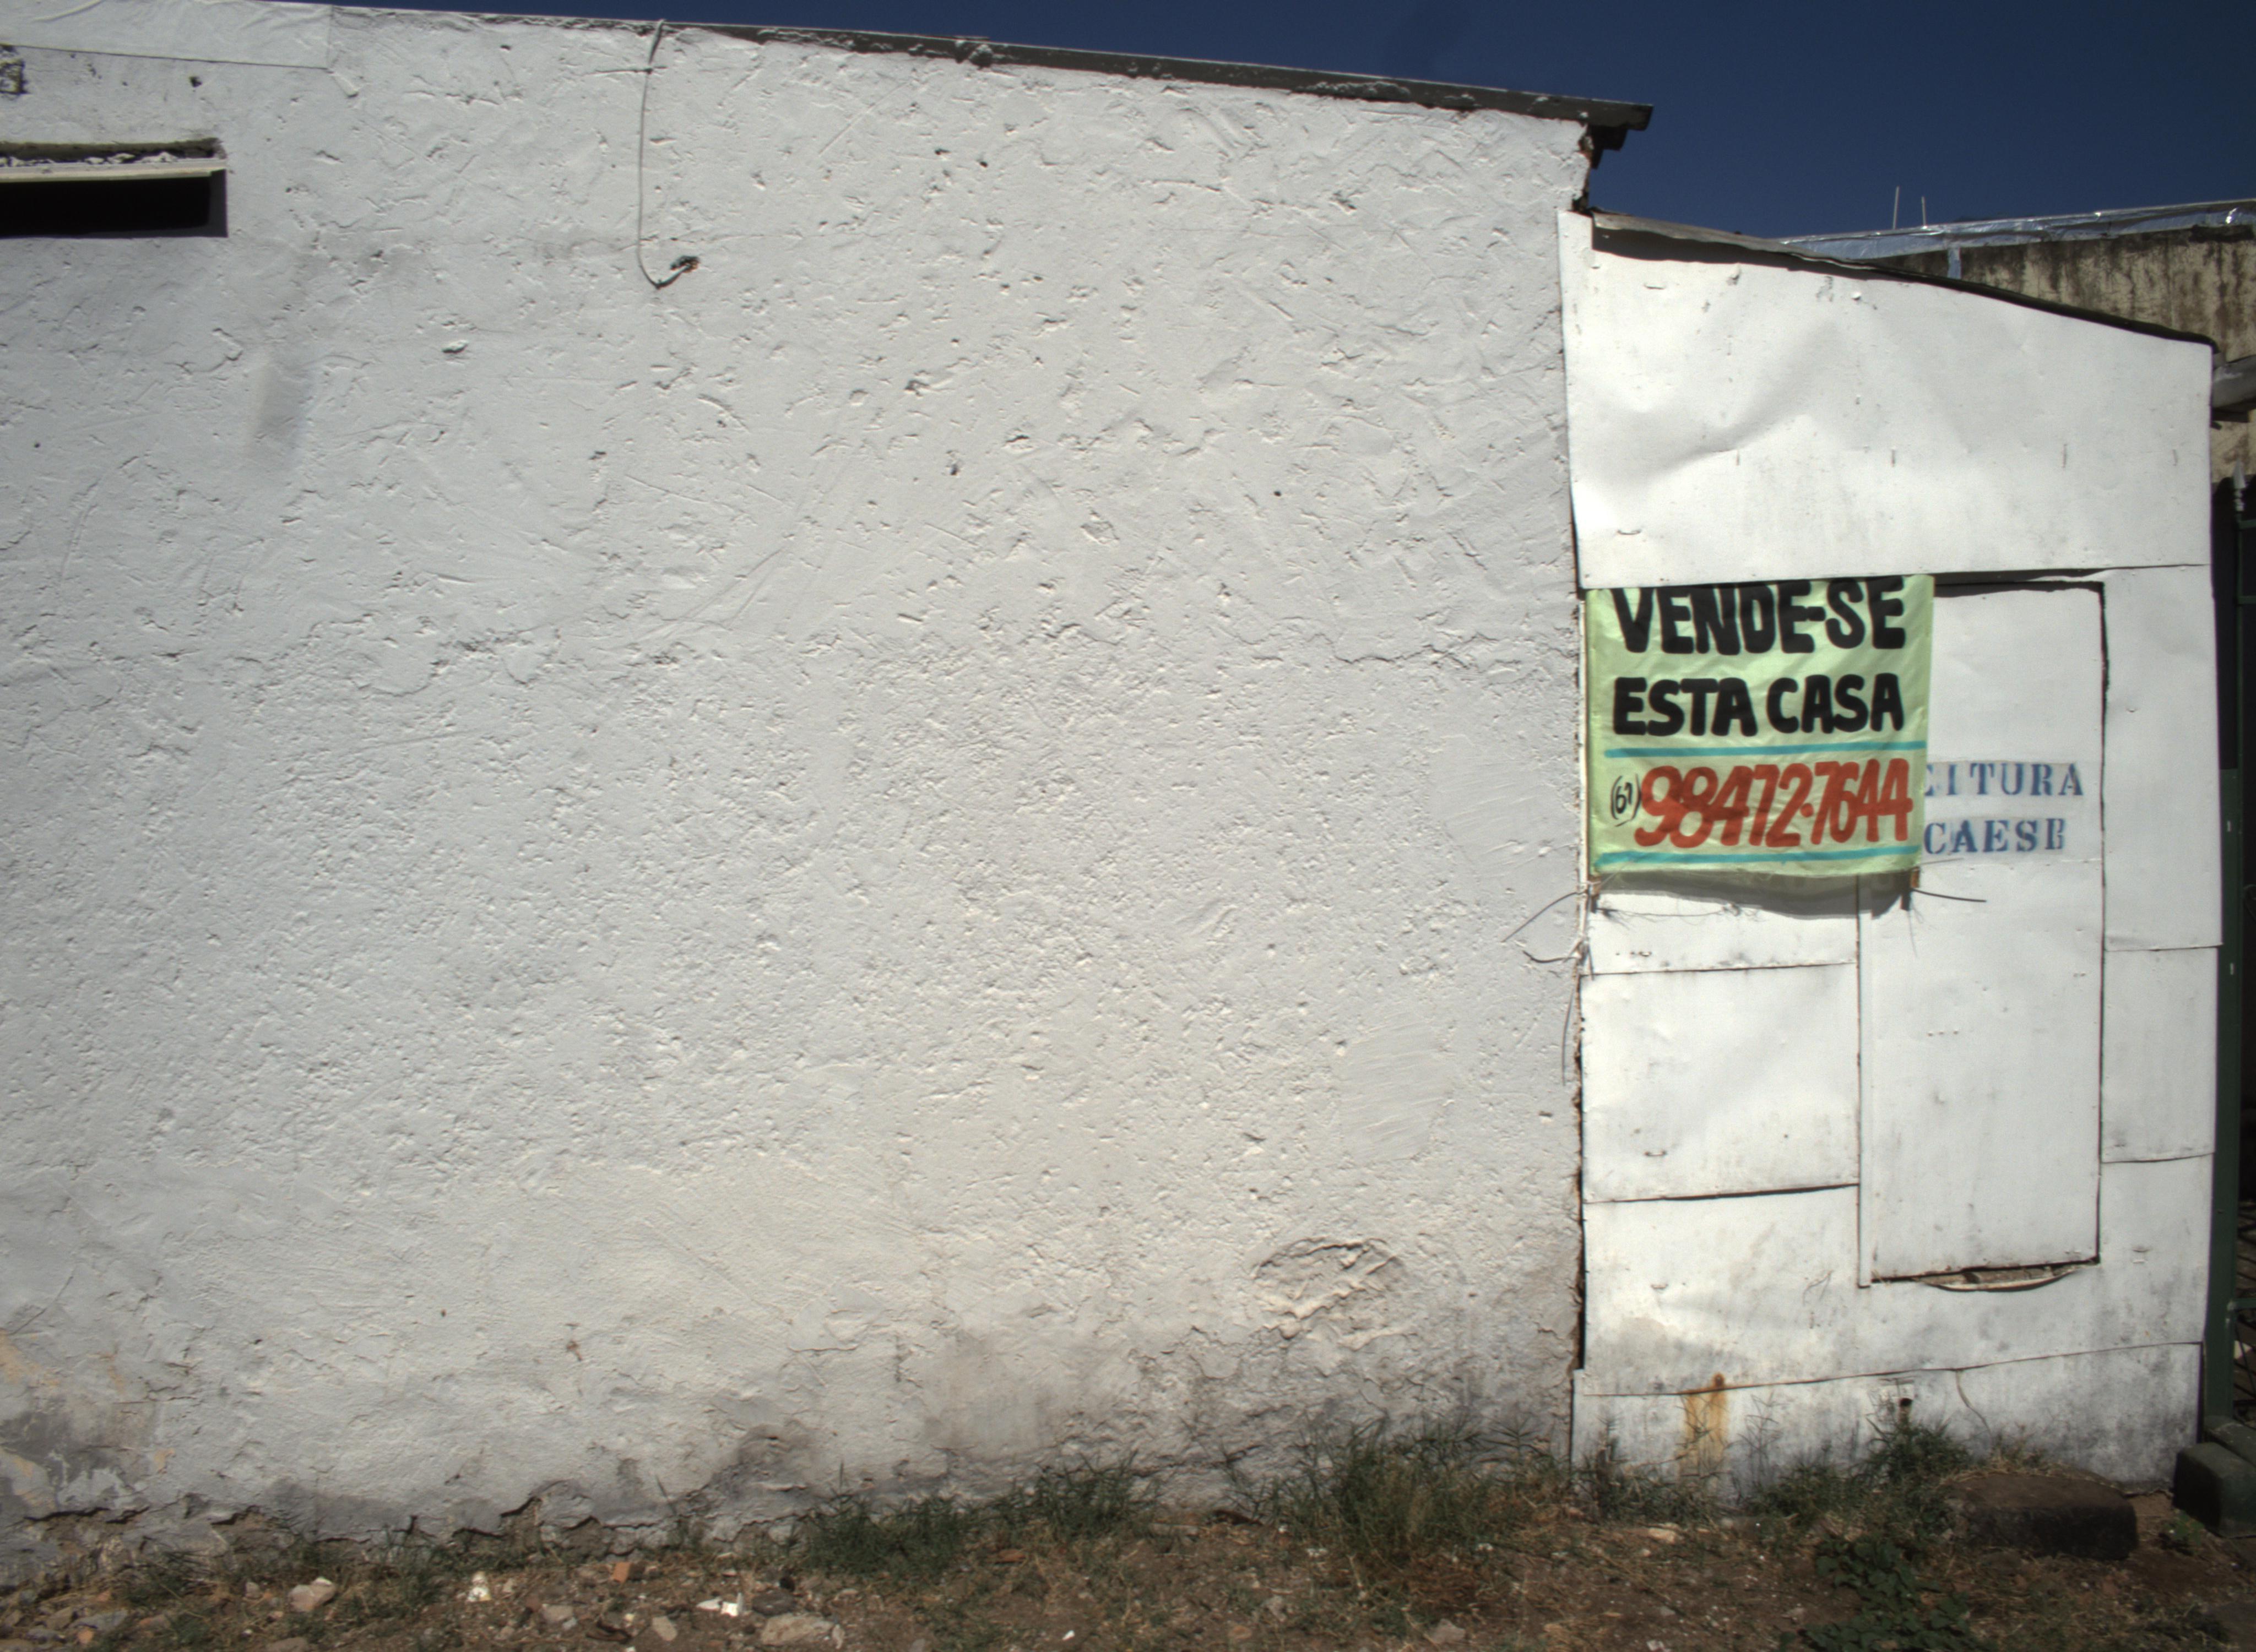 VENDE-SE
ESTA CASA
(61) 98472-7644
EITURA
CAESB